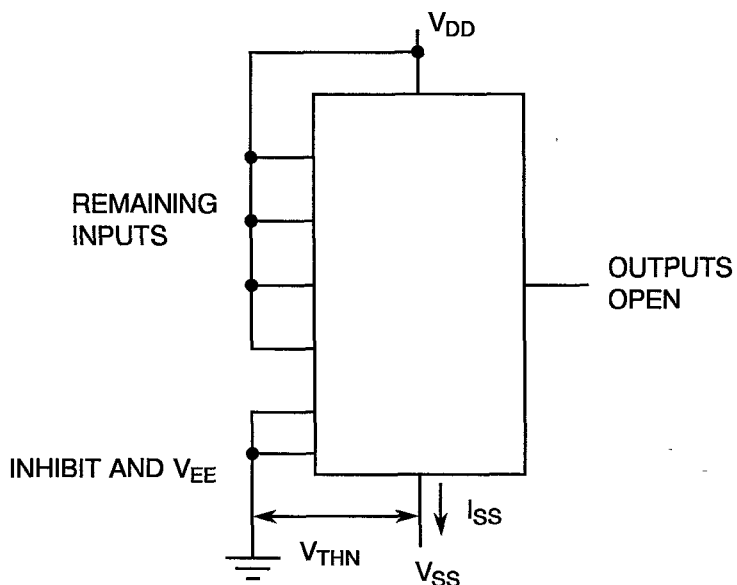 V_DD
REMAINING
INPUTS
OUTPUTS
OPEN
INHIBIT AND V_EE
I_SS
V_THN
V_SS